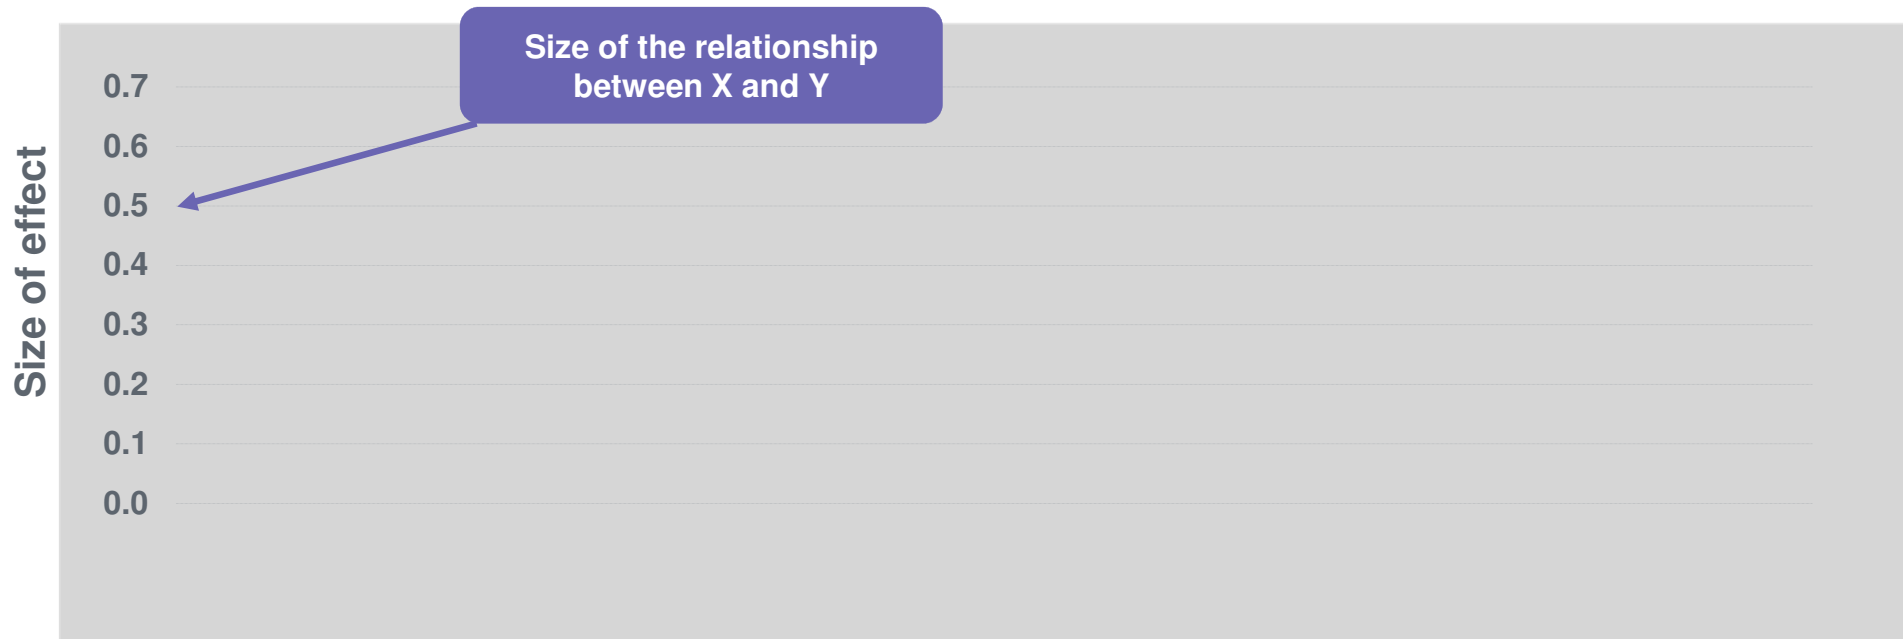 Size of the relationship
between X and Y
0.7
0.6
0.5
0.4
0.3
0.2
0.1
0.0
Size of effect